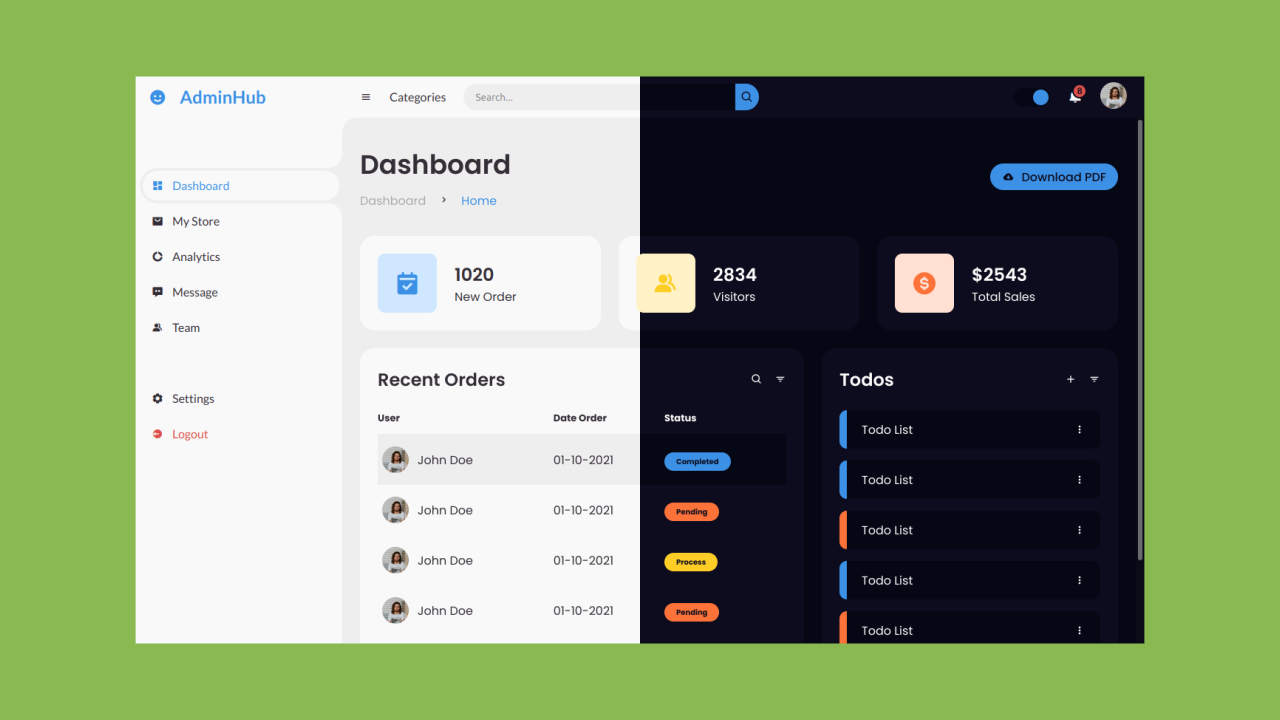 AdminHub
Categories
Search...
8
Dashboard
My Store
Analytics
Message
Team
Settings
Logout
Dashboard
Dashboard > Home
Download PDF
1020
New Order
2834
Visitors
$2543
Total Sales
Recent Orders
User Date Order Status
John Doe 01-10-2021 Completed
John Doe 01-10-2021 Pending
John Doe 01-10-2021 Process
John Doe 01-10-2021 Pending
Todos
Todo List
Todo List
Todo List
Todo List
Todo List